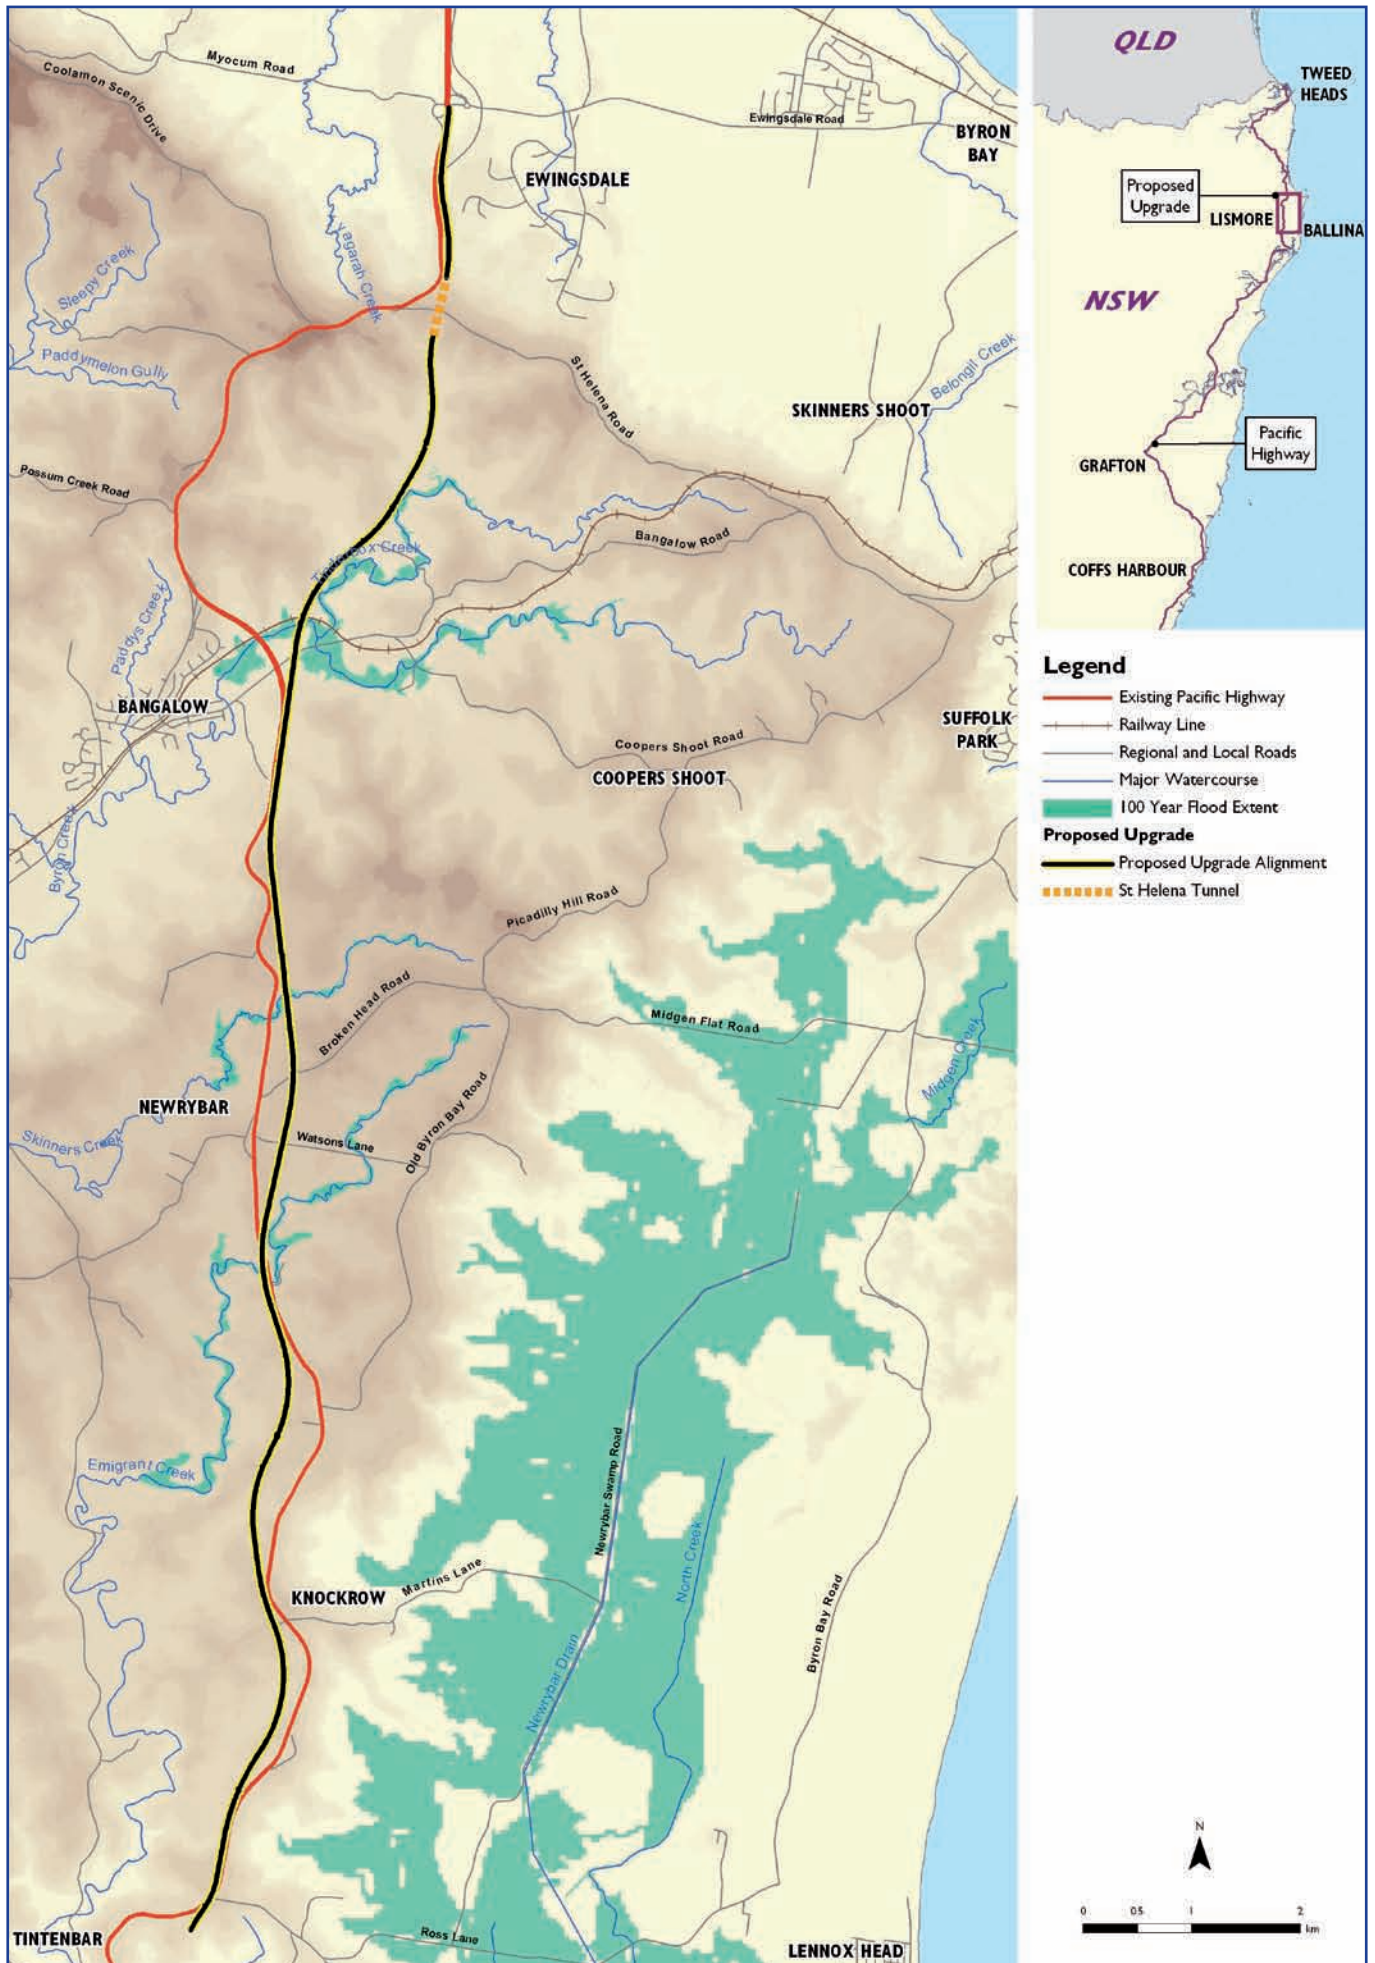 Myocum Road
Coolamon Scenic Drive
Ewingsdale Road
BYRON
BAY
EWINGSDALE
Yagarah Creek
Sleepy Creek
Paddymelon Gully
St Helena Road
Belongil Creek
SKINNERS SHOOT
Possum Creek Road
Bangalow Road
Tinderbox Creek
Paddys Creek
BANGALOW
SUFFOLK
PARK
Coopers Shoot Road
COOPERS SHOOT
Byron Creek
Picadilly Hill Road
Broken Head Road
Midgen Flat Road
Midgen Creek
NEWRYBAR
Skinners Creek
Watsons Lane
Old Byron Bay Road
Emigrant Creek
Newrybar Swamp Road
North Creek
KNOCKROW
Martins Lane
Byron Bay Road
Newrybar Drain
TINTENBAR
Ross Lane
LENNOX HEAD
QLD
TWEED
HEADS
Proposed
Upgrade
LISMORE
BALLINA
NSW
Pacific
Highway
GRAFTON
COFFS HARBOUR
Legend
Existing Pacific Highway
Railway Line
Regional and Local Roads
Major Watercourse
100 Year Flood Extent
Proposed Upgrade
Proposed Upgrade Alignment
St Helena Tunnel
N
0 0.5 1 2
km